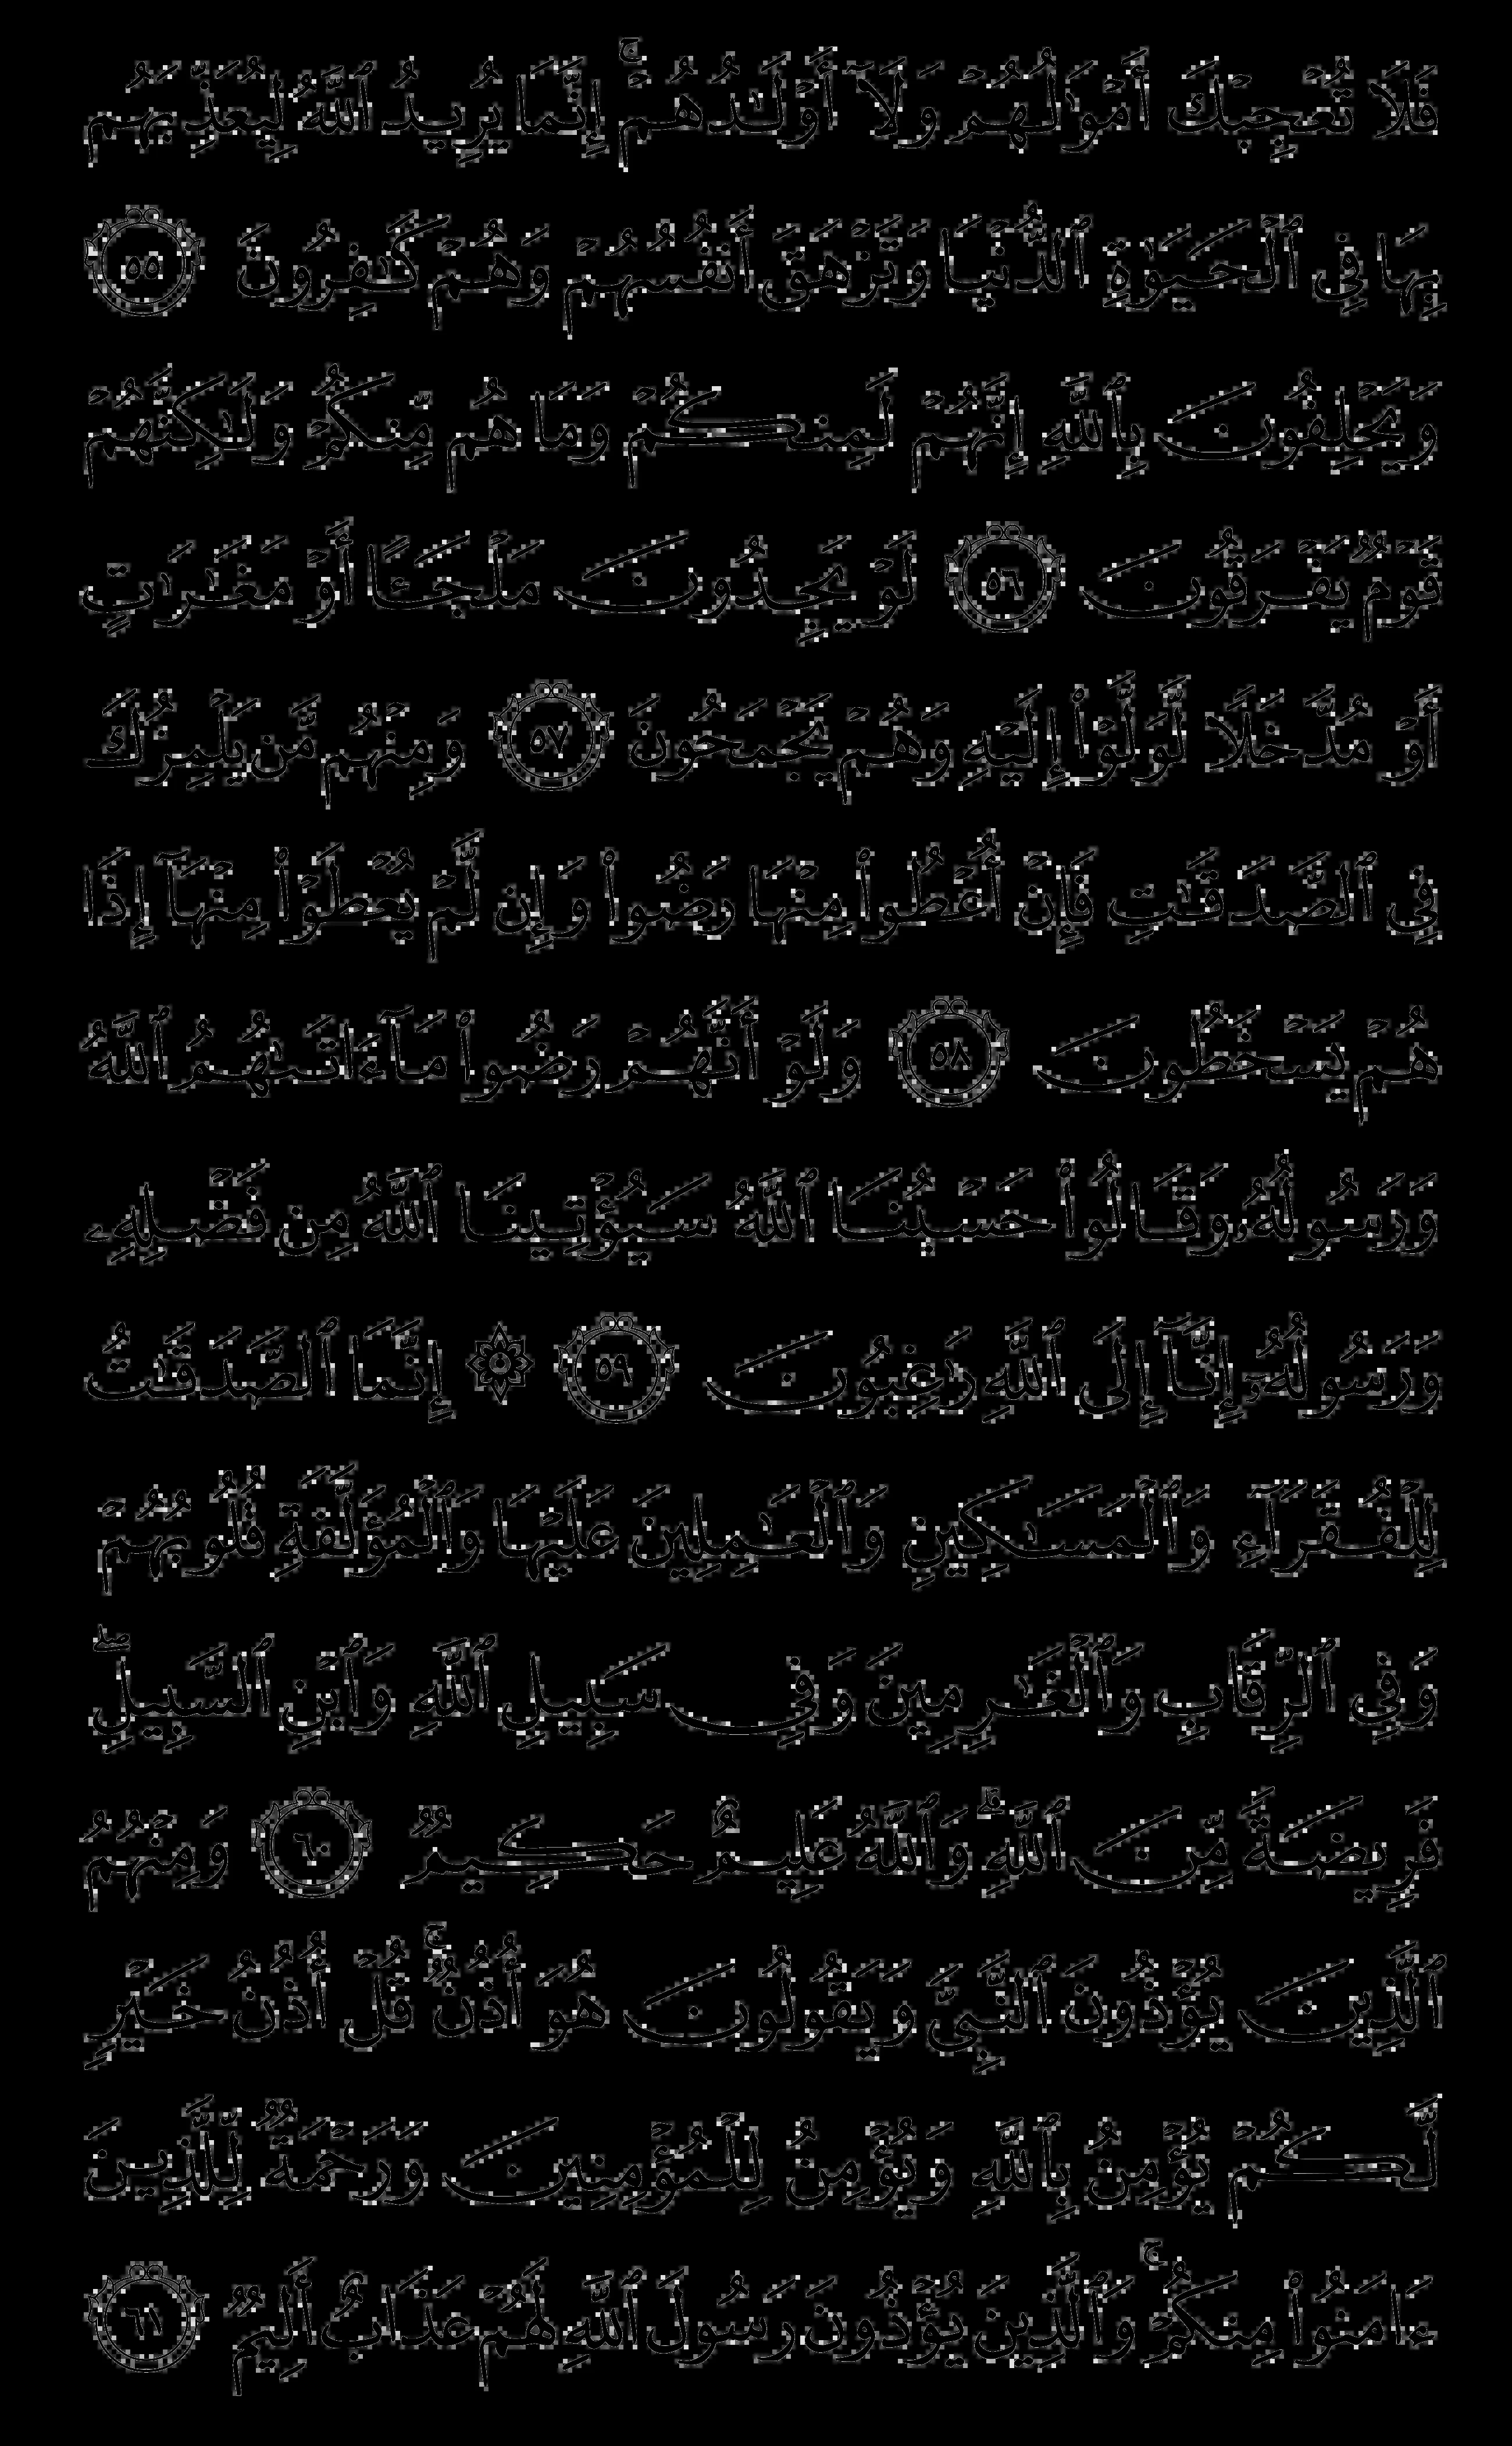 فَلَا تُعْجِبْكَ أَمْوَٰلُهُمْ وَلَآ أَوْلَـٰدُهُمْ ۚ إِنَّمَا يُرِيدُ ٱللَّهُ لِيُعَذِّبَهُم
بِهَا فِى ٱلْحَيَوٰةِ ٱلدُّنْيَا وَتَزْهَقَ أَنفُسُهُمْ وَهُمْ كَـٰفِرُونَ ٥٥
وَيَحْلِفُونَ بِٱللَّهِ إِنَّهُمْ لَمِنكُمْ وَمَا هُم مِّنكُمْ وَلَـٰكِنَّهُمْ
قَوْمٌ يَفْرَقُونَ ٥٦ لَوْ يَجِدُونَ مَلْجَـًٔا أَوْ مَغَـٰرَٰتٍ
أَوْ مُدَّخَلًا لَّوَلَّوْا۟ إِلَيْهِ وَهُمْ يَجْمَحُونَ ٥٧ وَمِنْهُم مَّن يَلْمِزُكَ
فِى ٱلصَّدَقَـٰتِ فَإِنْ أُعْطُوا۟ مِنْهَا رَضُوا۟ وَإِن لَّمْ يُعْطَوْا۟ مِنْهَآ إِذَا
هُمْ يَسْخَطُونَ ٥٨ وَلَوْ أَنَّهُمْ رَضُوا۟ مَآ ءَاتَىٰهُمُ ٱللَّهُ
وَرَسُولُهُۥ وَقَالُوا۟ حَسْبُنَا ٱللَّهُ سَيُؤْتِينَا ٱللَّهُ مِن فَضْلِهِۦ
وَرَسُولُهُۥٓ إِنَّآ إِلَى ٱللَّهِ رَٰغِبُونَ ٥٩ ۞ إِنَّمَا ٱلصَّدَقَـٰتُ
لِلْفُقَرَآءِ وَٱلْمَسَـٰكِينِ وَٱلْعَـٰمِلِينَ عَلَيْهَا وَٱلْمُؤَلَّفَةِ قُلُوبُهُمْ
وَفِى ٱلرِّقَابِ وَٱلْغَـٰرِمِينَ وَفِى سَبِيلِ ٱللَّهِ وَٱبْنِ ٱلسَّبِيلِ ۖ
فَرِيضَةً مِّنَ ٱللَّهِ ۗ وَٱللَّهُ عَلِيمٌ حَكِيمٌ ٦٠ وَمِنْهُمُ
ٱلَّذِينَ يُؤْذُونَ ٱلنَّبِىَّ وَيَقُولُونَ هُوَ أُذُنٌ ۚ قُلْ أُذُنُ خَيْرٍ
لَّكُمْ يُؤْمِنُ بِٱللَّهِ وَيُؤْمِنُ لِلْمُؤْمِنِينَ وَرَحْمَةٌ لِّلَّذِينَ
ءَامَنُوا۟ مِنكُمْ ۚ وَٱلَّذِينَ يُؤْذُونَ رَسُولَ ٱللَّهِ لَهُمْ عَذَابٌ أَلِيمٌ ٦١